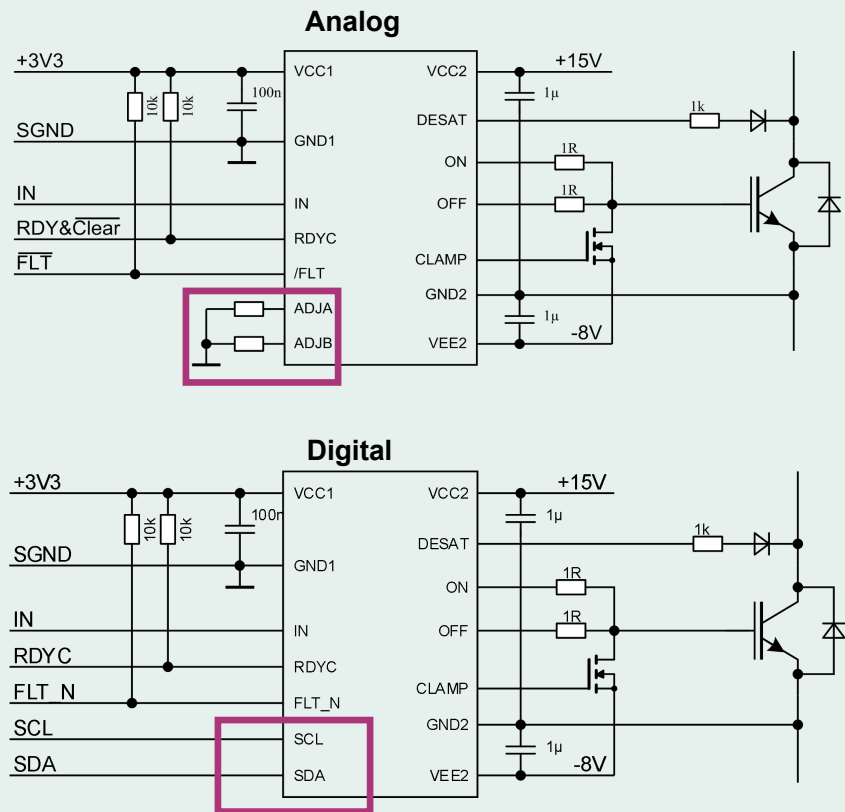 Analog
+3V3
VCC1
VCC2
+15V
10k
10k
100n
1µ
DESAT
1k
SGND
GND1
ON
1R
IN
IN
OFF
1R
RDY&Clear
RDYC
CLAMP
FLT
/FLT
ADJA
GND2
1µ
ADJB
VEE2
-8V
Digital
+3V3
VCC1
VCC2
+15V
10k
10k
100n
1µ
DESAT
1k
SGND
GND1
ON
1R
IN
IN
OFF
1R
RDYC
RDYC
CLAMP
FLT_N
FLT_N
SCL
SCL
GND2
1µ
SDA
SDA
VEE2
-8V